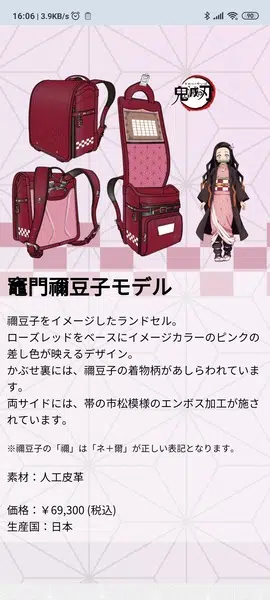 16:06 | 3.9KB/s
90
鬼滅の刃
竈門禰豆子モデル
禰豆子をイメージしたランドセル。
ローズレッドをベースにイメージカラーのピンクの
差し色が映えるデザイン。
かぶせ裏には、禰豆子の着物柄があしらわれていま
す。
両サイドには、帯の市松模様のエンボス加工が施さ
れています。
※禰豆子の「禰」は「ネ+爾」が正しい表記となります。
素材：人工皮革
価格：￥69,300 (税込)
生産国：日本